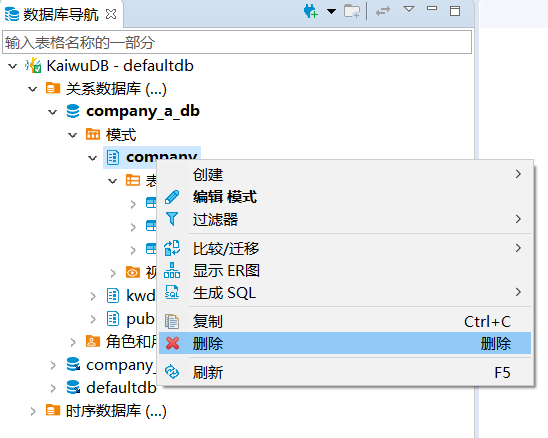 数据库导航
输入表格名称的一部分
KaiwuDB - defaultdb
关系数据库 (...)
company_a_db
模式
company
表
视
kwd
pub
角色和
company_
defaultdb
时序数据库 (...)
创建
编辑 模式
过滤器
比较/迁移
显示 ER图
生成 SQL
复制 Ctrl+C
删除 删除
刷新 F5